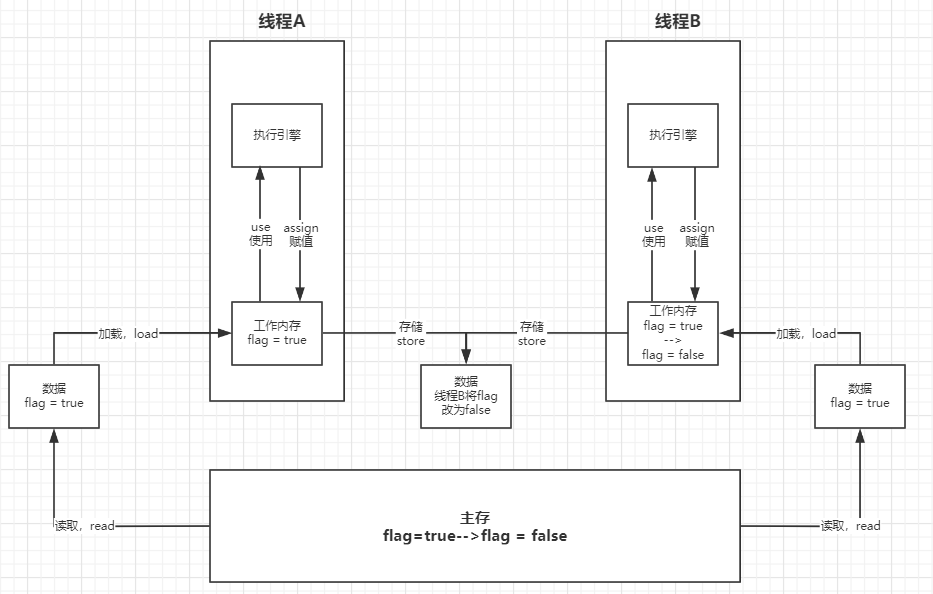 线程A
线程B
执行引擎
执行引擎
use
使用
assign
赋值
use
使用
assign
赋值
工作内存
flag = true
工作内存
flag = true
-->
flag = false
加载，load
存储
store
存储
store
加载，load
数据
flag = true
数据
线程B将flag
改为false
数据
flag = true
读取，read
主存
flag=true-->flag = false
读取，read